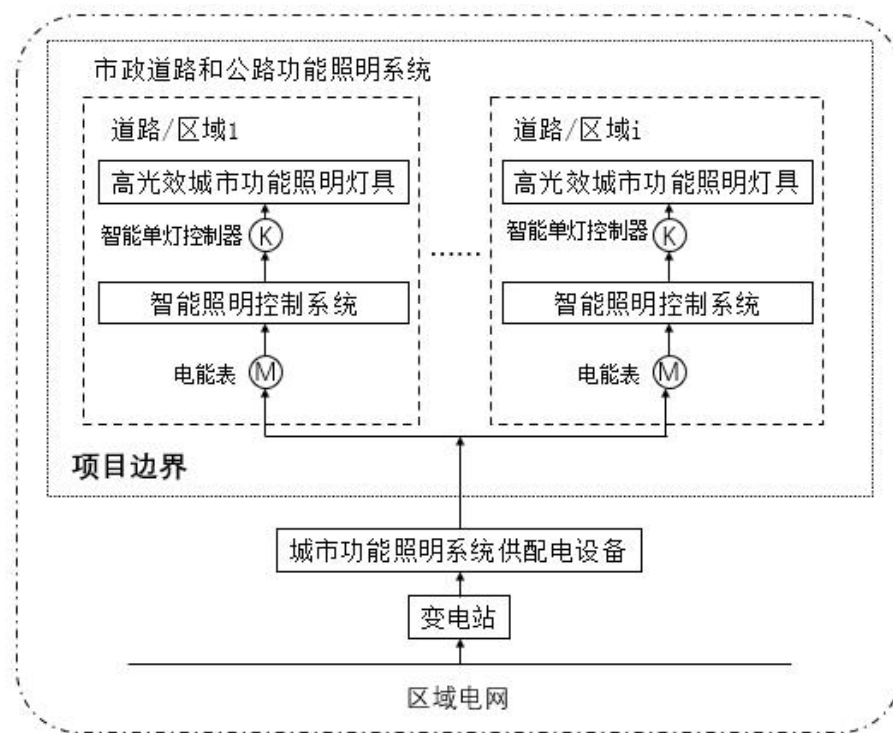 市政道路和公路功能照明系统
道路/区域1
高光效城市功能照明灯具
智能单灯控制器 K
智能照明控制系统
电能表 M
......
道路/区域i
高光效城市功能照明灯具
智能单灯控制器 K
智能照明控制系统
电能表 M
项目边界
城市功能照明系统供配电设备
变电站
区域电网